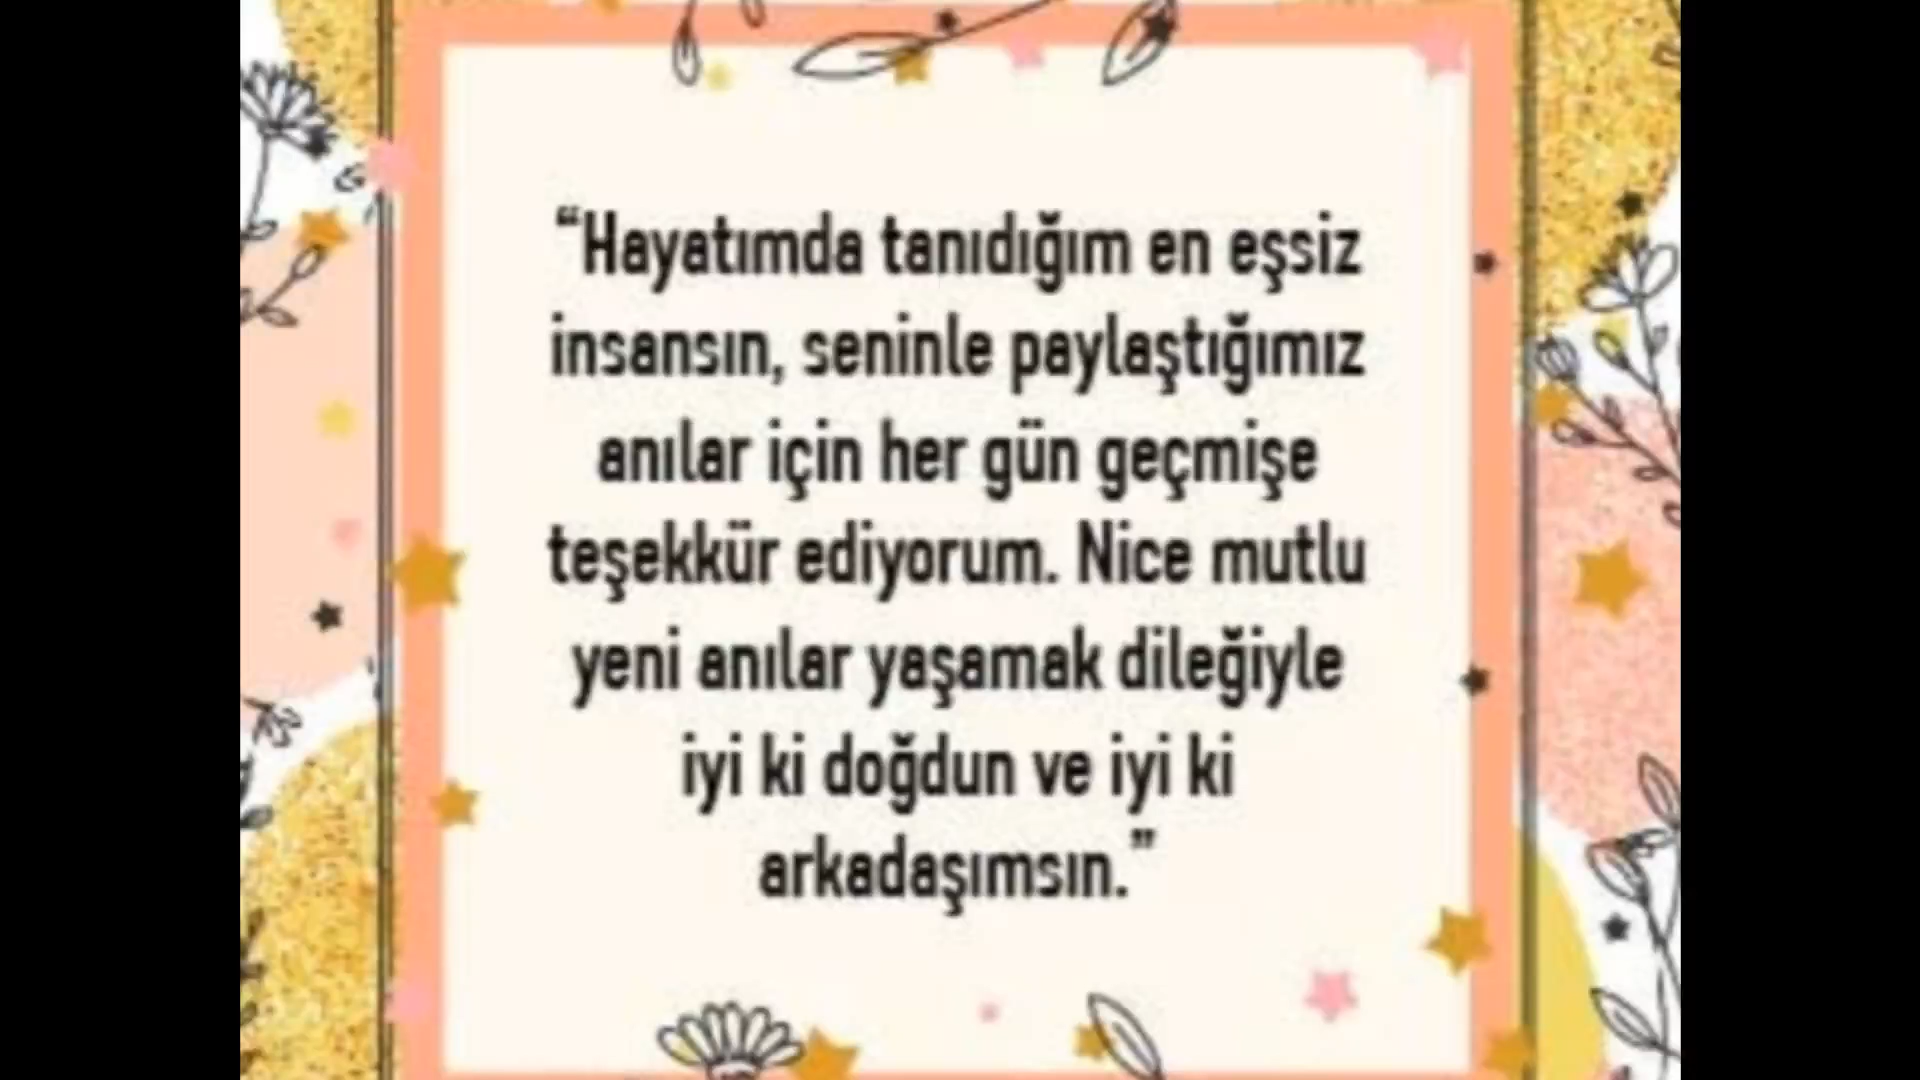 “Hayatımda tanıdığım en eşsiz
insansın, seninle paylaştığımız
anılar için her gün geçmişe
teşekkür ediyorum. Nice mutlu
yeni anılar yaşamak dileğiyle
iyi ki doğdun ve iyi ki
arkadaşımsın.”